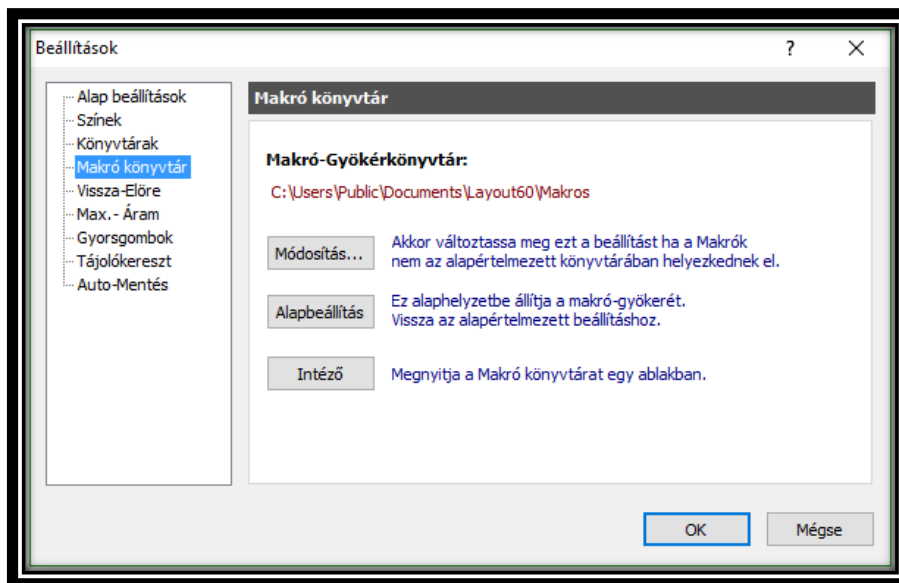 Beállítások
?
Alap beállítások
Színek
Könyvtárak
Makró könyvtár
Vissza-Elöre
Max.- Áram
Gyorsgombok
Tájolókereszt
Auto-Mentés
Makró könyvtár
Makró-Gyökérkönyvtár:
C:\Users\Public\Documents\Layout60\Makros
Módosítás...
Akkor változtassa meg ezt a beállítást ha a Makrók
nem az alapértelmezett könyvtárában helyezkednek el.
Alapbeállítás
Ez alaphelyzetbe állítja a makró-gyökerét.
Vissza az alapértelmezett beállításhoz.
Intéző
Megnyitja a Makró könyvtárat egy ablakban.
OK
Mégse